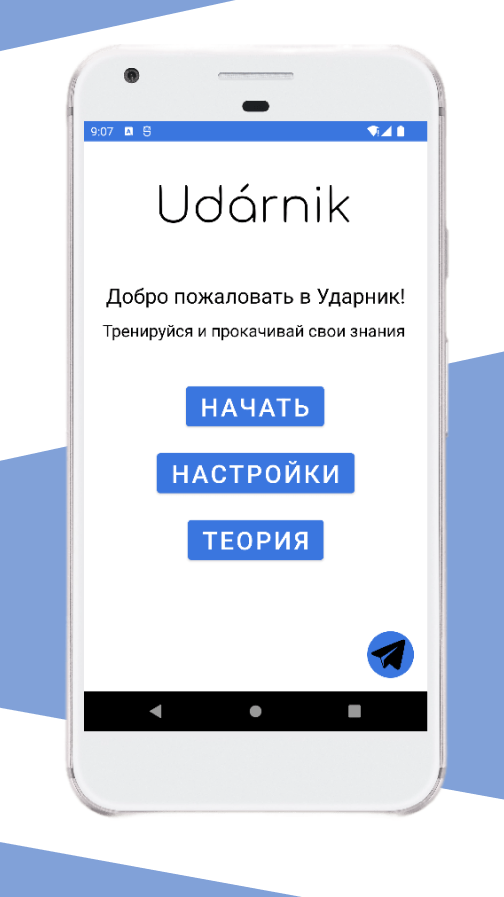 9:07
Udárnik
Добро пожаловать в Ударник!
Тренируйся и прокачивай свои знания
НАЧАТЬ
НАСТРОЙКИ
ТЕОРИЯ